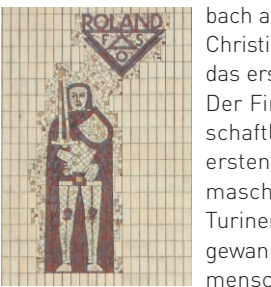 ROLAND
F S
O
bach a
Christi
das ers
Der Fir
schaftl
ersten
masch
Turiner
gewan
mensc